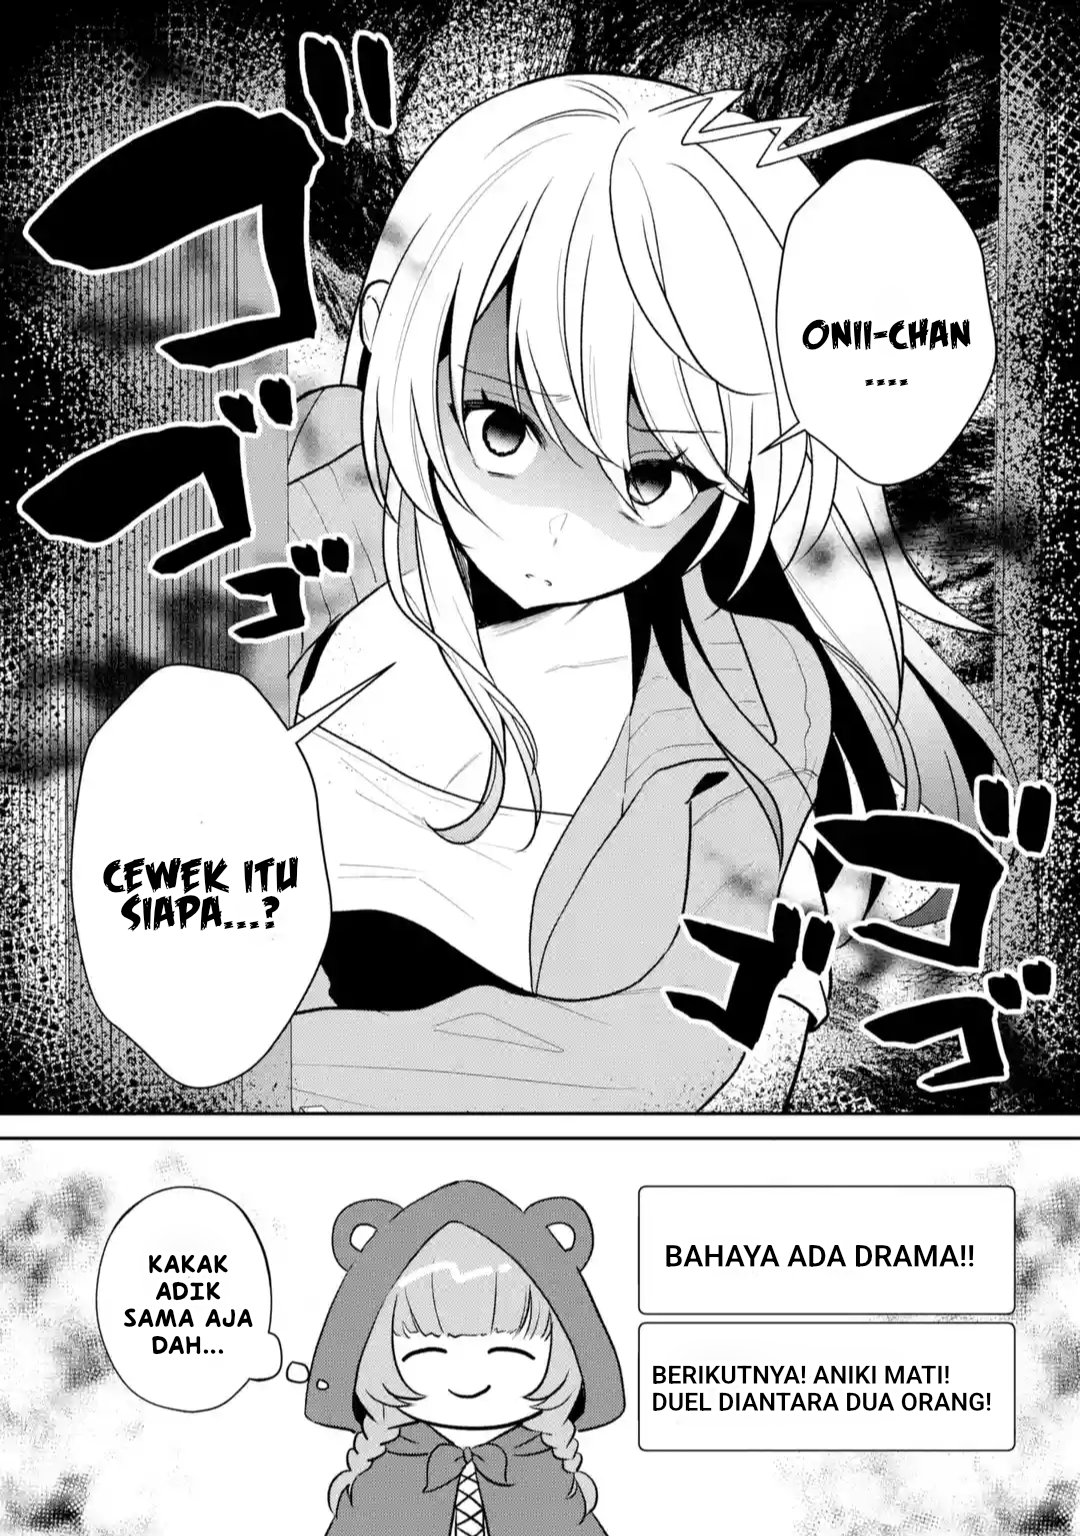 ゴゴゴ
ONII-CHAN
....
CEWEK ITU
SIAPA...?
ゴゴゴ
KAKAK
ADIK
SAMA AJA
DAH...
BAHAYA ADA DRAMA!!
BERIKUTNYA! ANIKI MATI!
DUEL DIANTARA DUA ORANG!